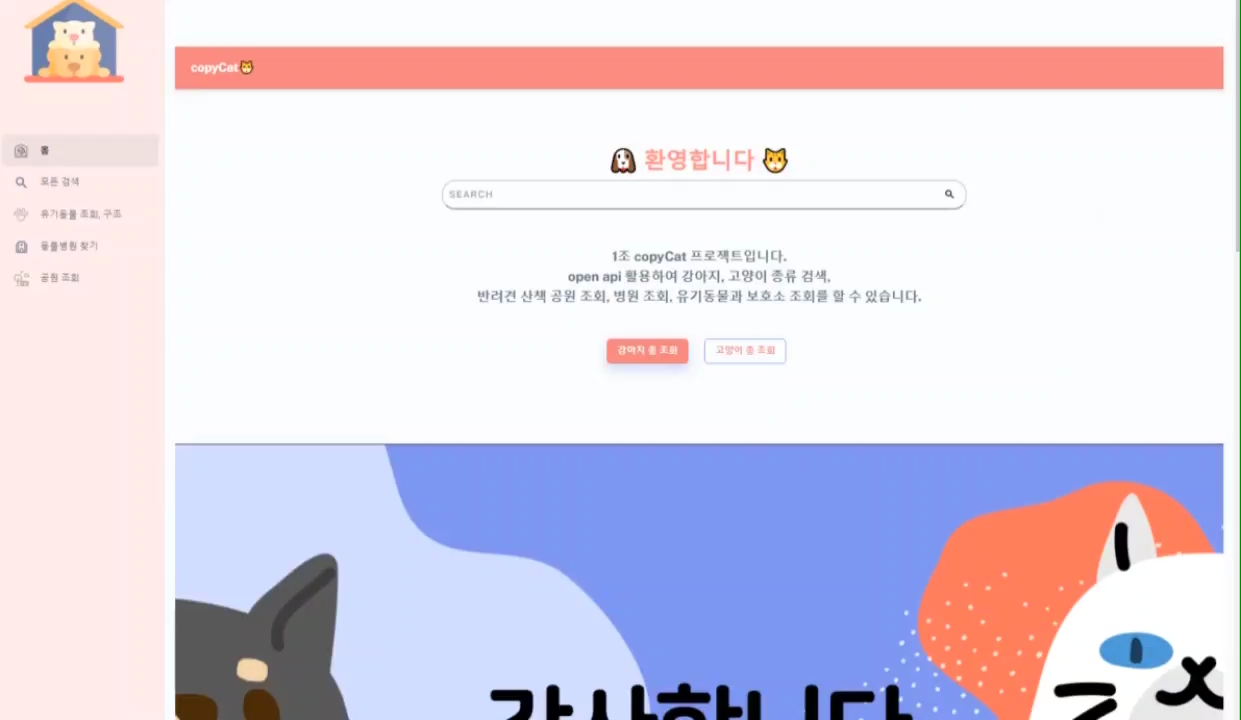 copyCat
홈
모든 검색
유기동물 조회, 구조
동물병원 찾기
공원 조회
환영합니다
SEARCH
1조 copyCat 프로젝트입니다.
open api 활용하여 강아지, 고양이 종류 검색,
반려견 산책 공원 조회, 병원 조회, 유기동물과 보호소 조회를 할 수 있습니다.
강아지 종 조회
고양이 종 조회
감사합니다